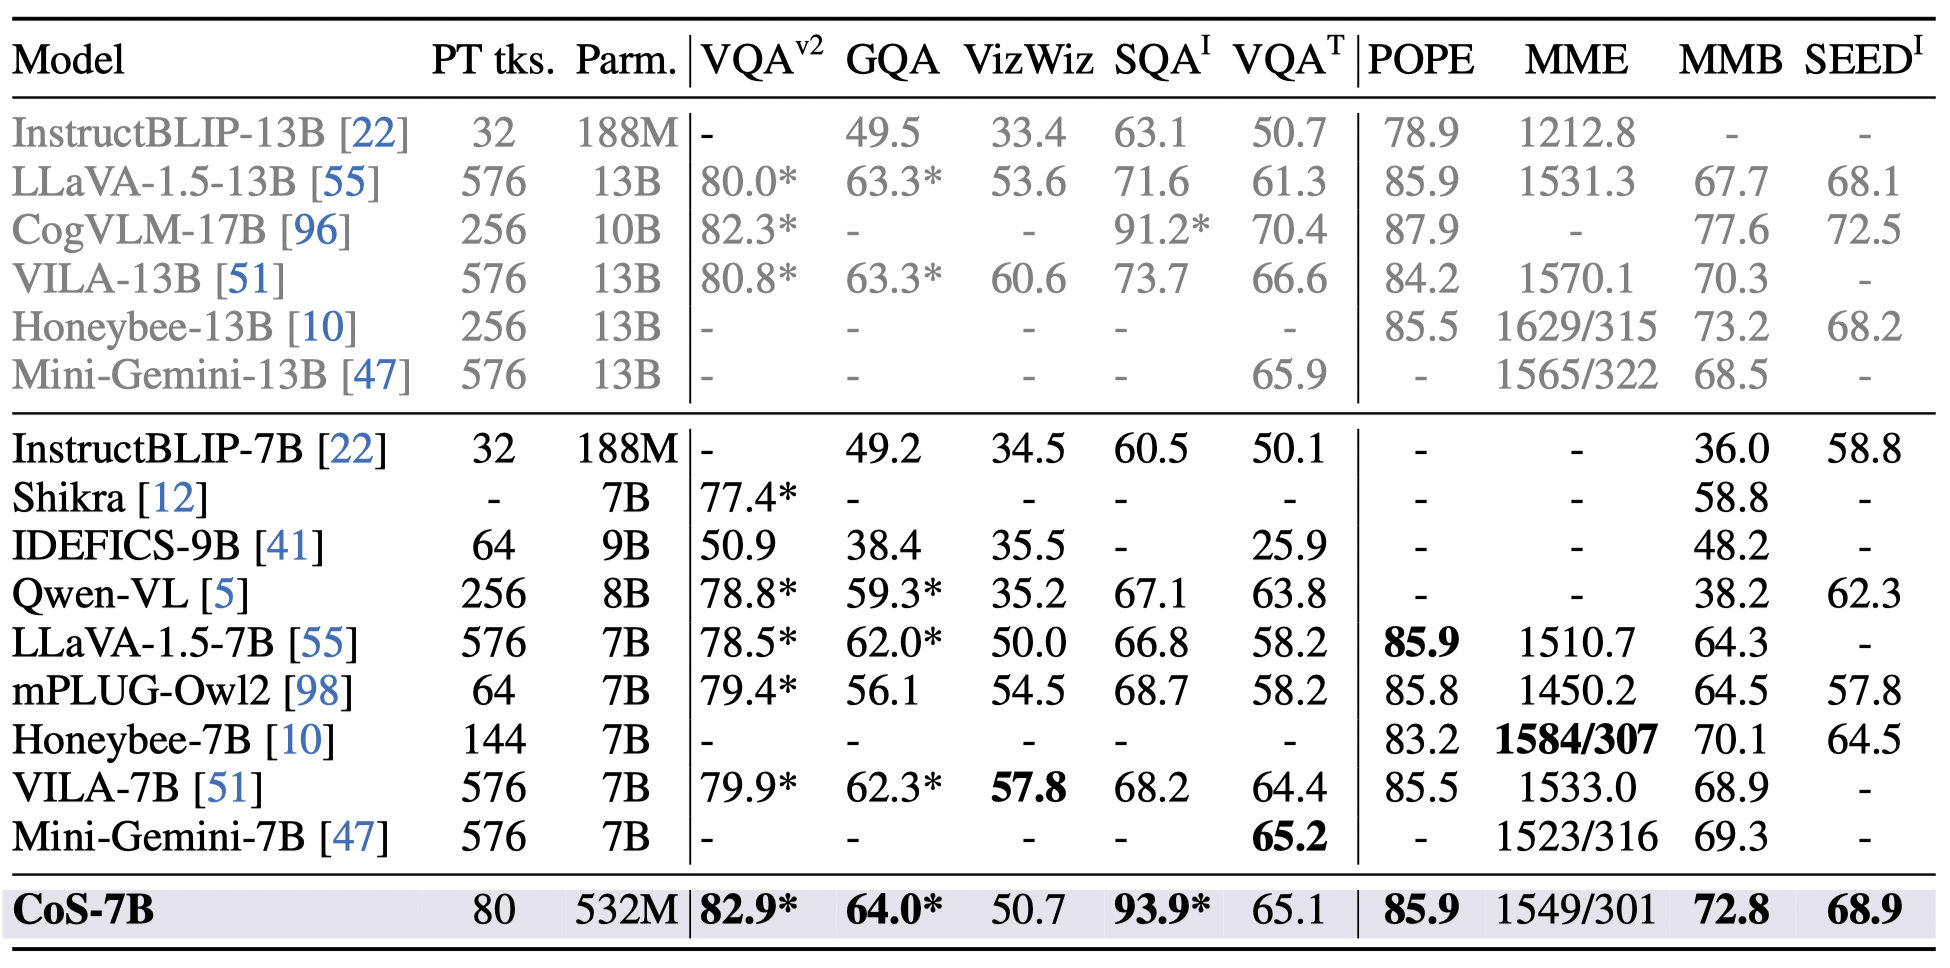 Model PT tks. Parm. VQA^v2 GQA VizWiz SQA^I VQA^T POPE MME MMB SEED^I
InstructBLIP-13B [22] 32 188M - 49.5 33.4 63.1 50.7 78.9 1212.8 - -
LLaVA-1.5-13B [55] 576 13B 80.0* 63.3* 53.6 71.6 61.3 85.9 1531.3 67.7 68.1
CogVLM-17B [96] 256 10B 82.3* - - 91.2* 70.4 87.9 - 77.6 72.5
VILA-13B [51] 576 13B 80.8* 63.3* 60.6 73.7 66.6 84.2 1570.1 70.3 -
Honeybee-13B [10] 256 13B - - - - - 85.5 1629/315 73.2 68.2
Mini-Gemini-13B [47] 576 13B - - - - 65.9 - 1565/322 68.5 -
InstructBLIP-7B [22] 32 188M - 49.2 34.5 60.5 50.1 - - 36.0 58.8
Shikra [12] - 7B 77.4* - - - - - - 58.8 -
IDEFICS-9B [41] 64 9B 50.9 38.4 35.5 - 25.9 - - 48.2 -
Qwen-VL [5] 256 8B 78.8* 59.3* 35.2 67.1 63.8 - - 38.2 62.3
LLaVA-1.5-7B [55] 576 7B 78.5* 62.0* 50.0 66.8 58.2 85.9 1510.7 64.3 -
mPLUG-Owl2 [98] 64 7B 79.4* 56.1 54.5 68.7 58.2 85.8 1450.2 64.5 57.8
Honeybee-7B [10] 144 7B - - - - - 83.2 1584/307 70.1 64.5
VILA-7B [51] 576 7B 79.9* 62.3* 57.8 68.2 64.4 85.5 1533.0 68.9 -
Mini-Gemini-7B [47] 576 7B - - - - 65.2 - 1523/316 69.3 -
CoS-7B 80 532M 82.9* 64.0* 50.7 93.9* 65.1 85.9 1549/301 72.8 68.9